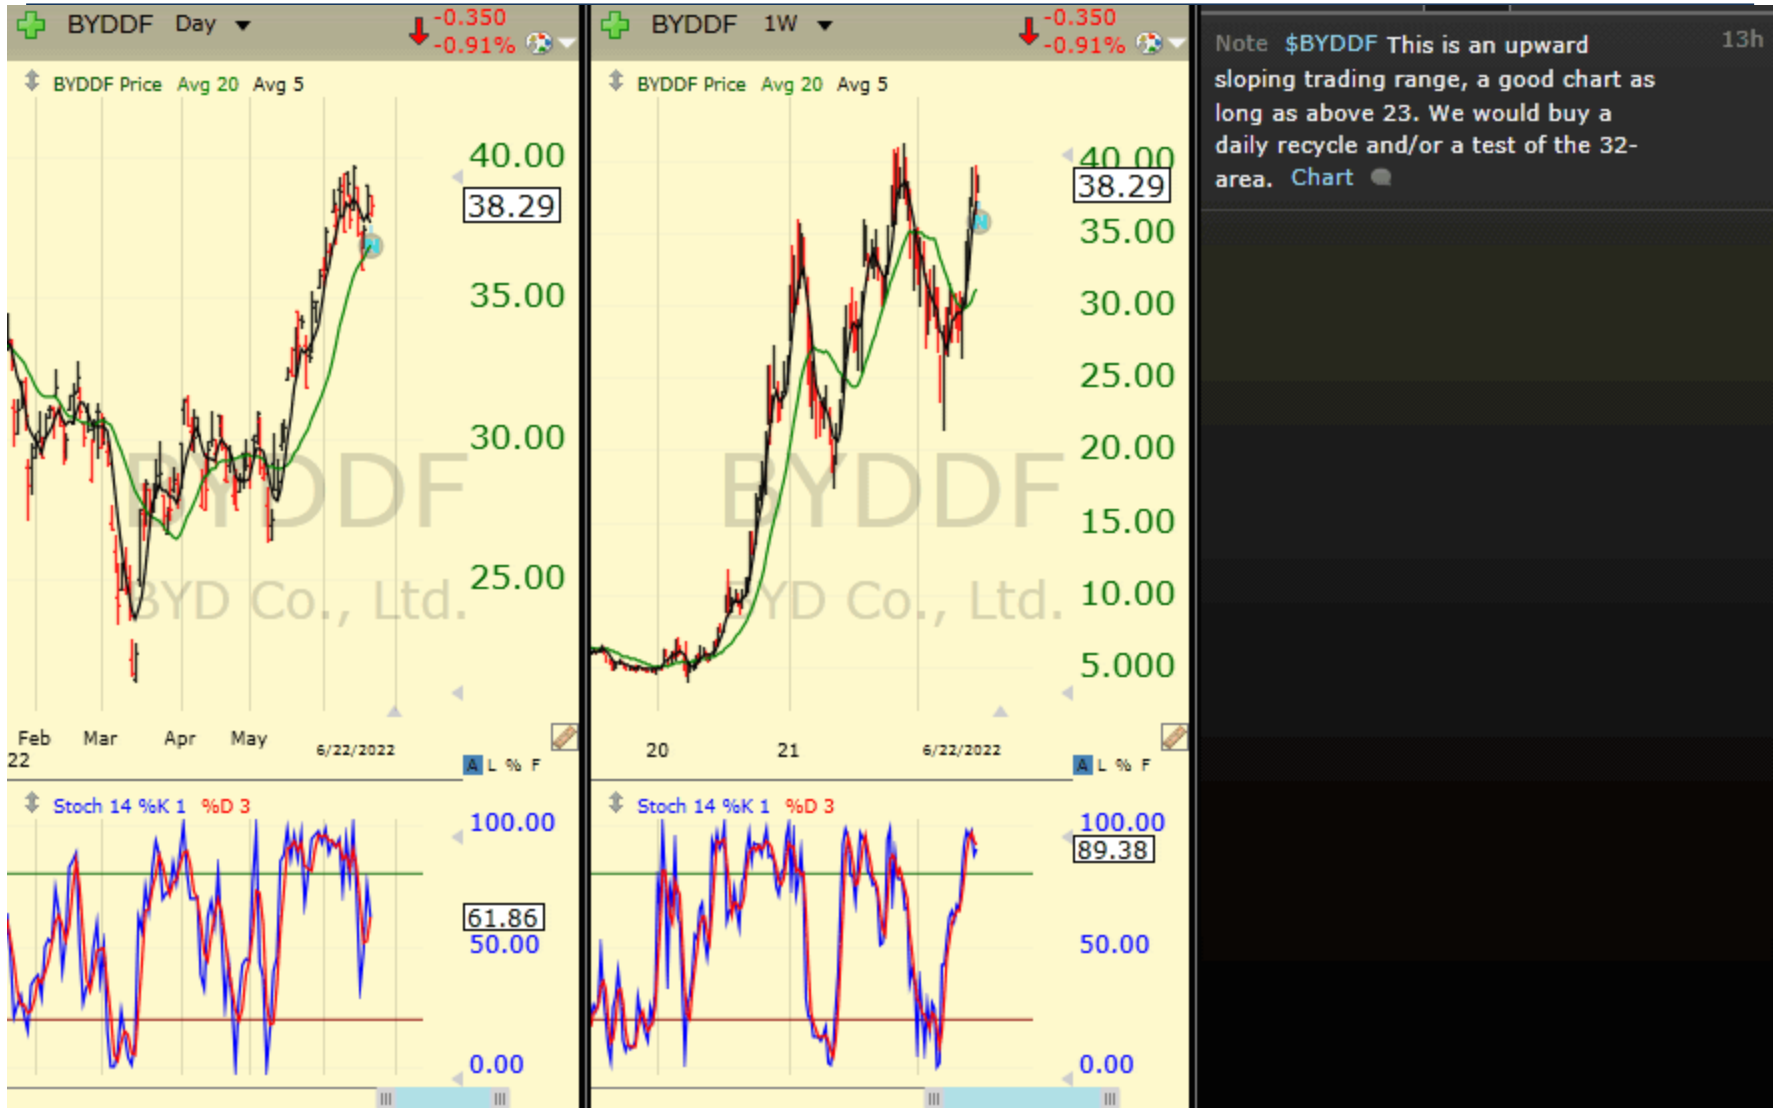 BYDDF Day
-0.350
-0.91%
BYDDF Price Avg 20 Avg 5
40.00
38.29
35.00
30.00
25.00
N
BYDDF
BYD Co., Ltd.
Feb Mar Apr May 6/22/2022
22
A L % F
Stoch 14 %K 1 %D 3
100.00
61.86
50.00
0.00
BYDDF 1W
-0.350
-0.91%
BYDDF Price Avg 20 Avg 5
40.00
38.29
35.00
30.00
25.00
20.00
15.00
10.00
5.000
N
BYDDF
BYD Co., Ltd.
20 21 6/22/2022
A L % F
Stoch 14 %K 1 %D 3
100.00
89.38
50.00
0.00
Note $BYDDF This is an upward 13h
sloping trading range, a good chart as
long as above 23. We would buy a
daily recycle and/or a test of the 32-
area. Chart